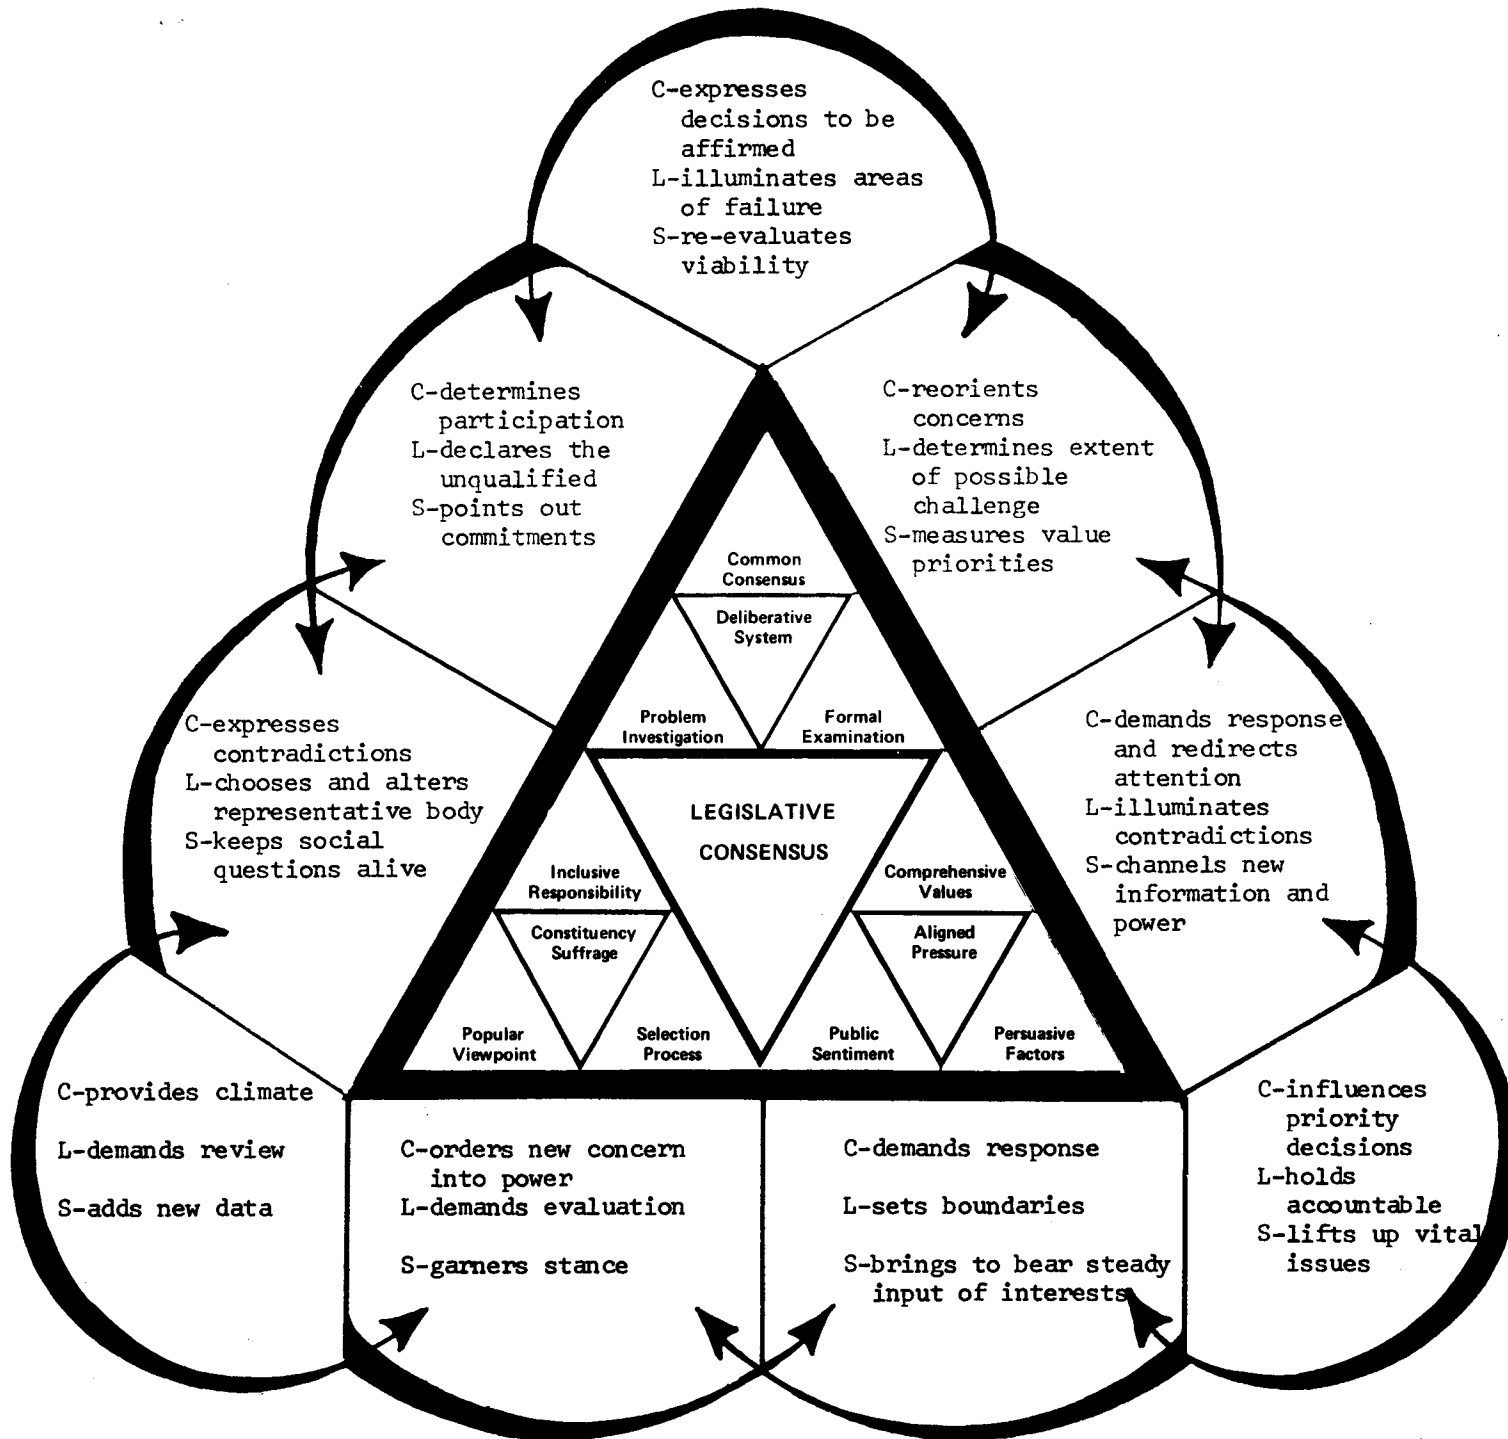 C-expresses
decisions to be
affirmed
L-illuminates areas
of failure
S-re-evaluates
viability
C-determines
participation
L-declares the
unqualified
S-points out
commitments
C-reorients
concerns
L-determines extent
of possible
challenge
S-measures value
priorities
Common
Consensus
Deliberative
System
Problem
Investigation
Formal
Examination
C-expresses
contradictions
L-chooses and alters
representative body
S-keeps social
questions alive
C-demands response
and redirects
attention
L-illuminates
contradictions
S-channels new
information and
power
LEGISLATIVE
CONSENSUS
Inclusive
Responsibility
Constituency
Suffrage
Popular
Viewpoint
Selection
Process
Comprehensive
Values
Aligned
Pressure
Public
Sentiment
Persuasive
Factors
C-provides climate
L-demands review
S-adds new data
C-orders new concern
into power
L-demands evaluation
S-garners stance
C-demands response
L-sets boundaries
S-brings to bear steady
input of interests
C-influences
priority
decisions
L-holds
accountable
S-lifts up vital
issues